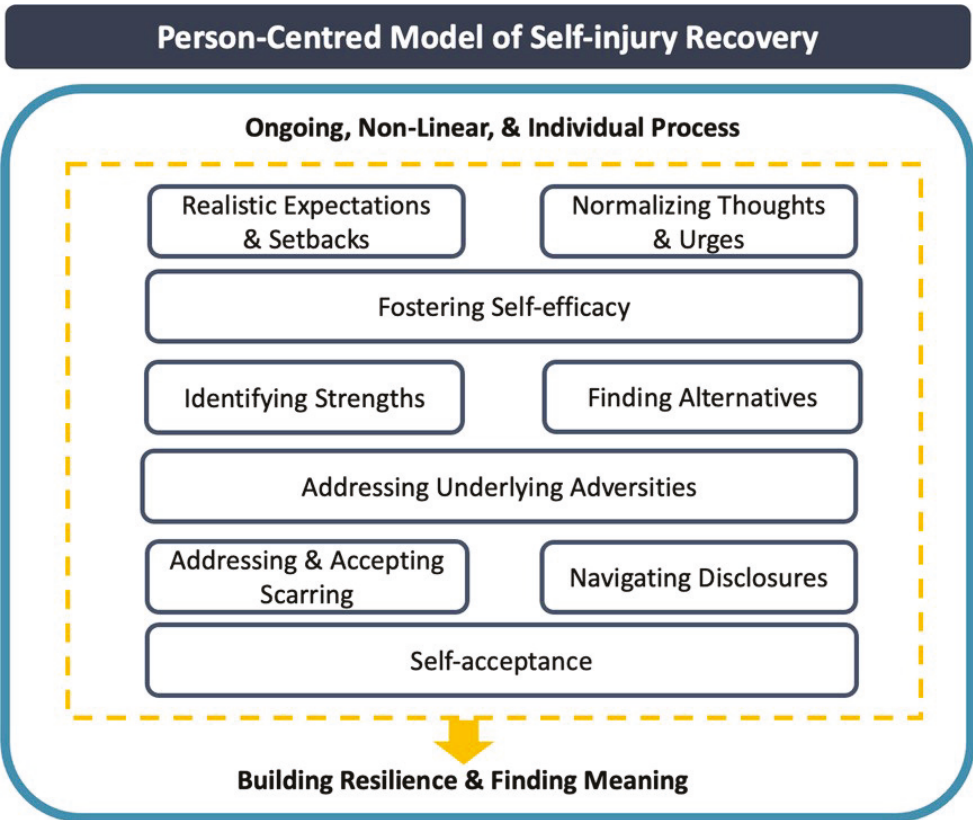 Person-Centred Model of Self-injury Recovery
Ongoing, Non-Linear, & Individual Process
Realistic Expectations
& Setbacks
Normalizing Thoughts
& Urges
Fostering Self-efficacy
Identifying Strengths
Finding Alternatives
Addressing Underlying Adversities
Addressing & Accepting
Scarring
Navigating Disclosures
Self-acceptance
Building Resilience & Finding Meaning